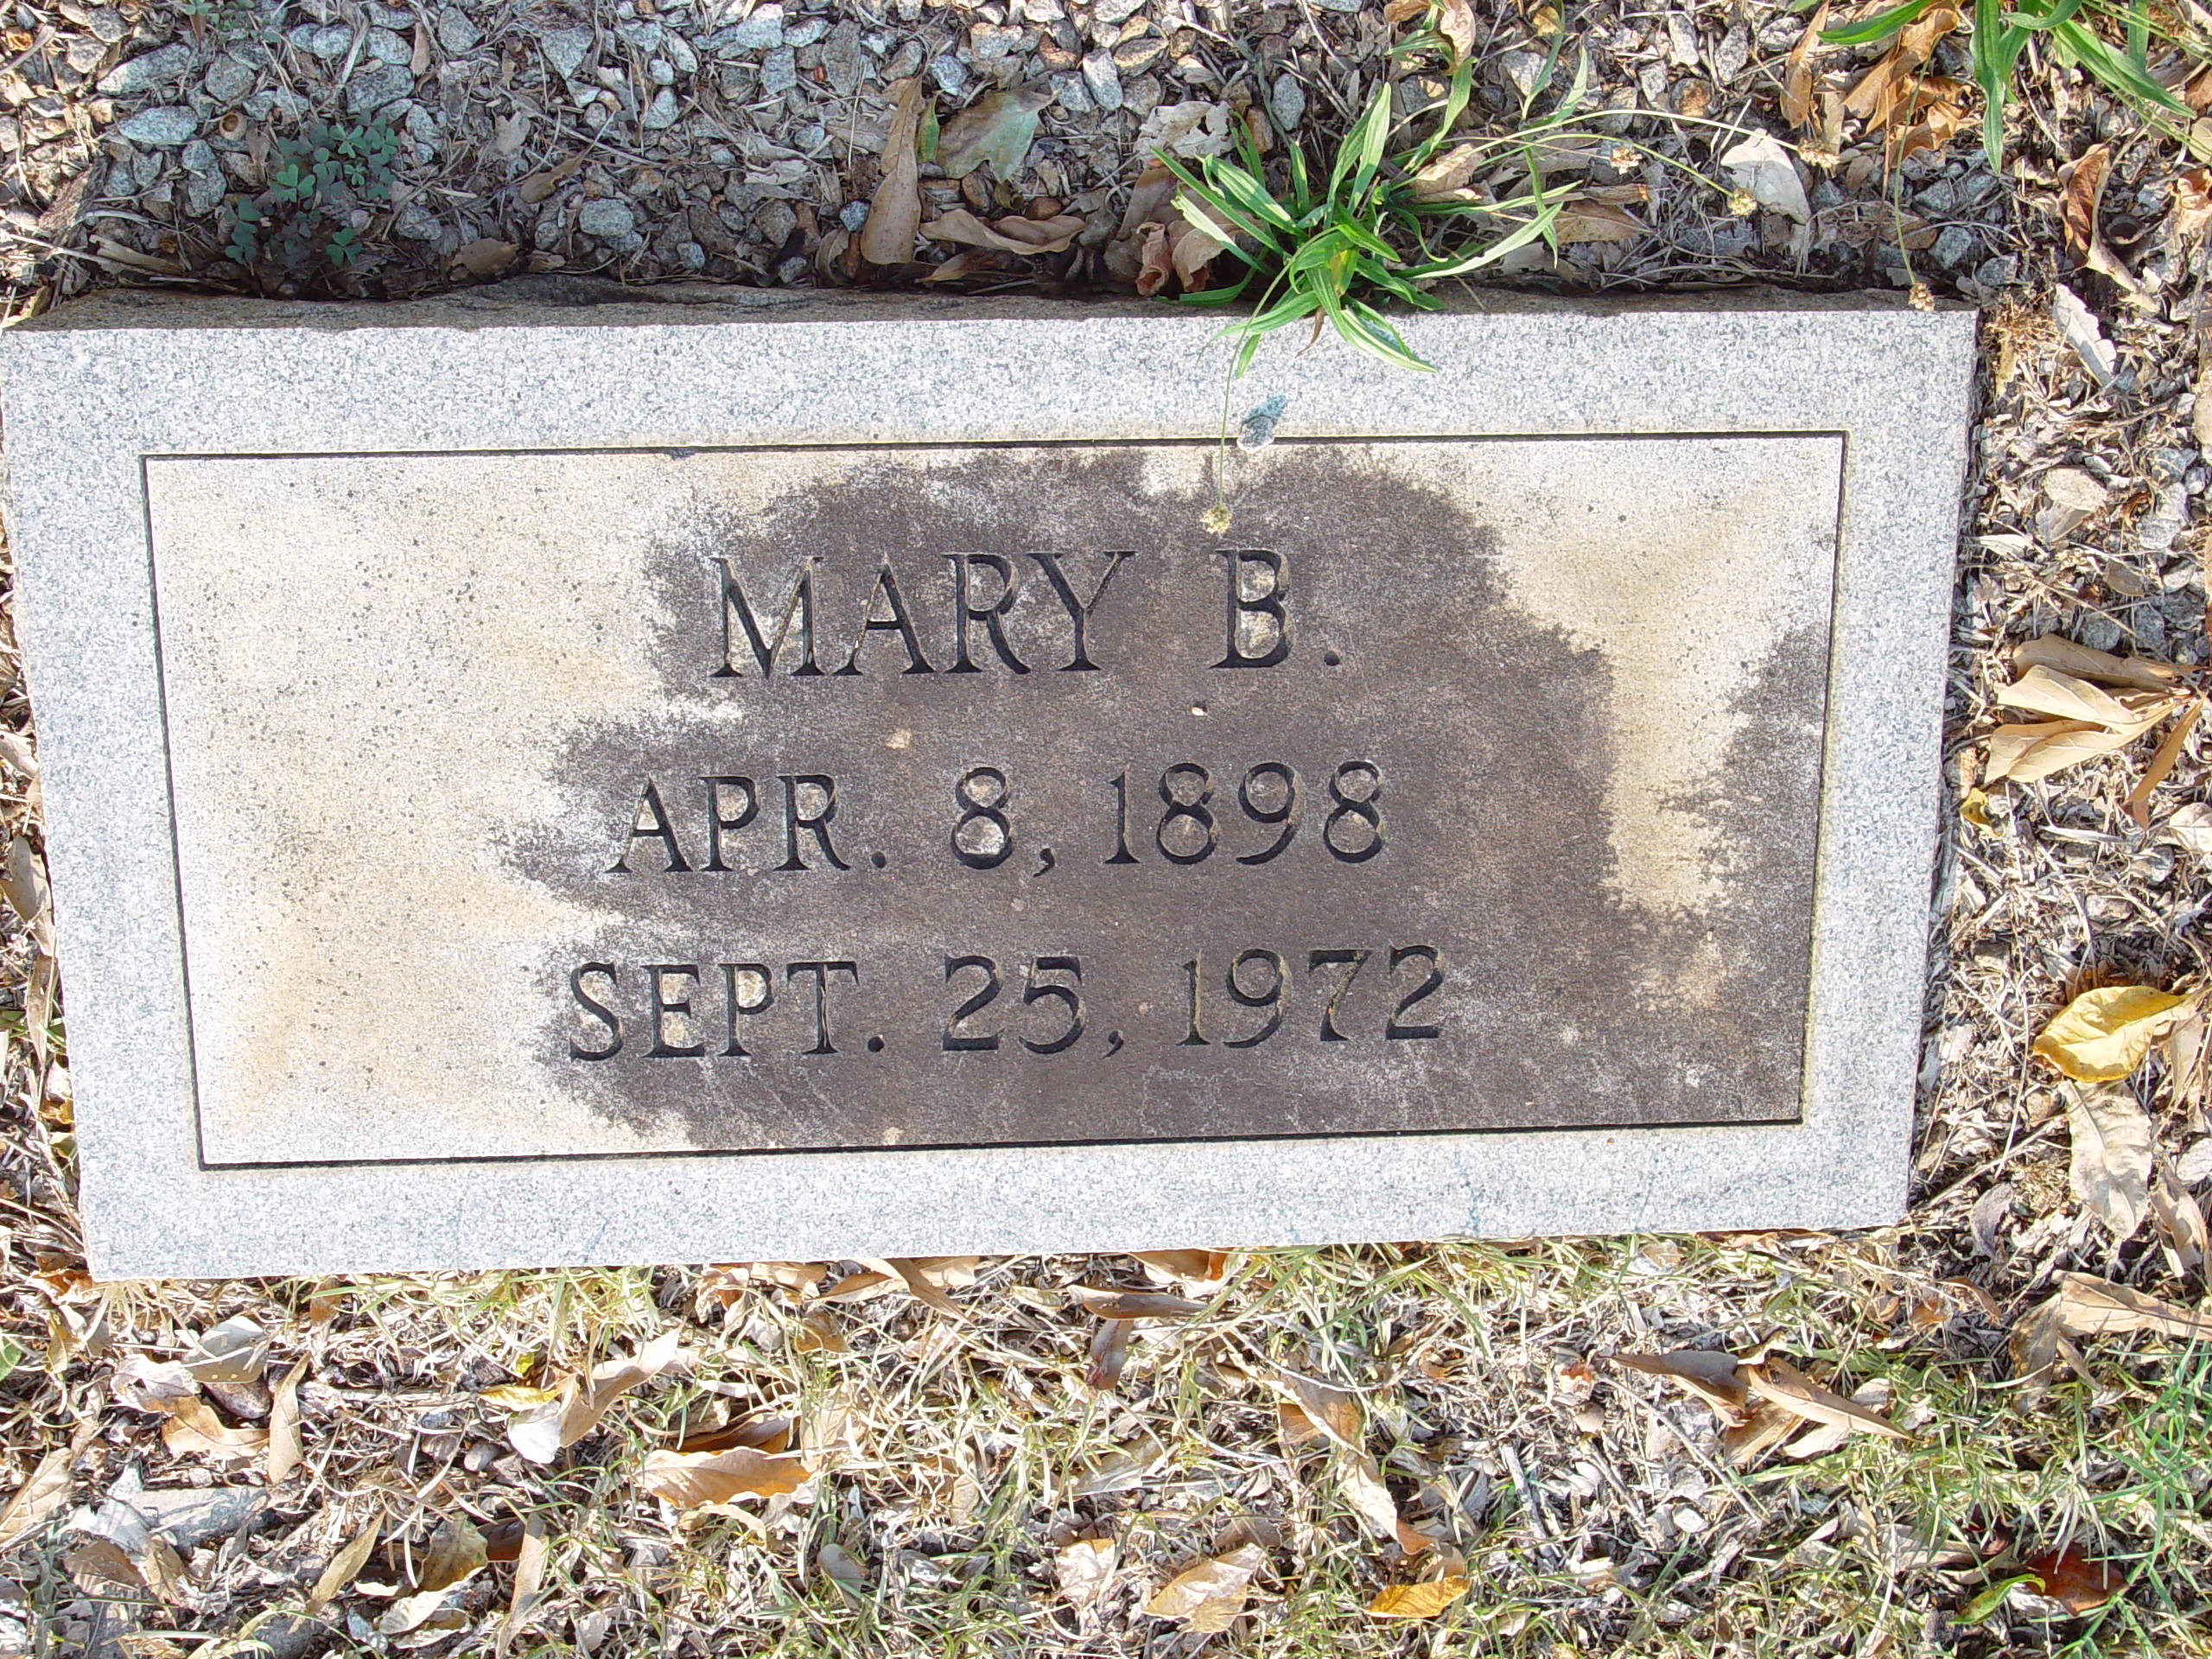 MARY B.
APR. 8, 1898
SEPT. 25, 1972